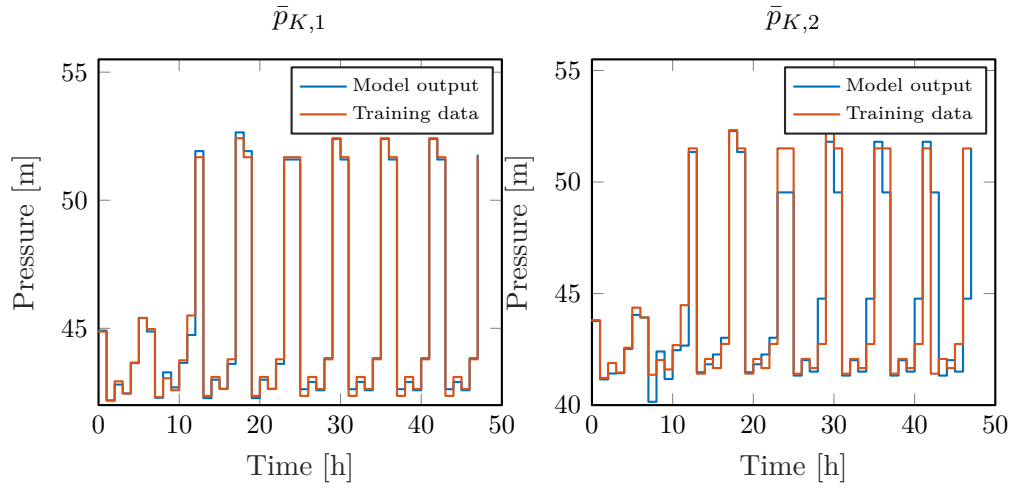 p̄K,1
55
50
45
0 10 20 30 40 50
Pressure [m]
Time [h]
Model output
Training data
p̄K,2
55
50
45
40
0 10 20 30 40 50
Pressure [m]
Time [h]
Model output
Training data